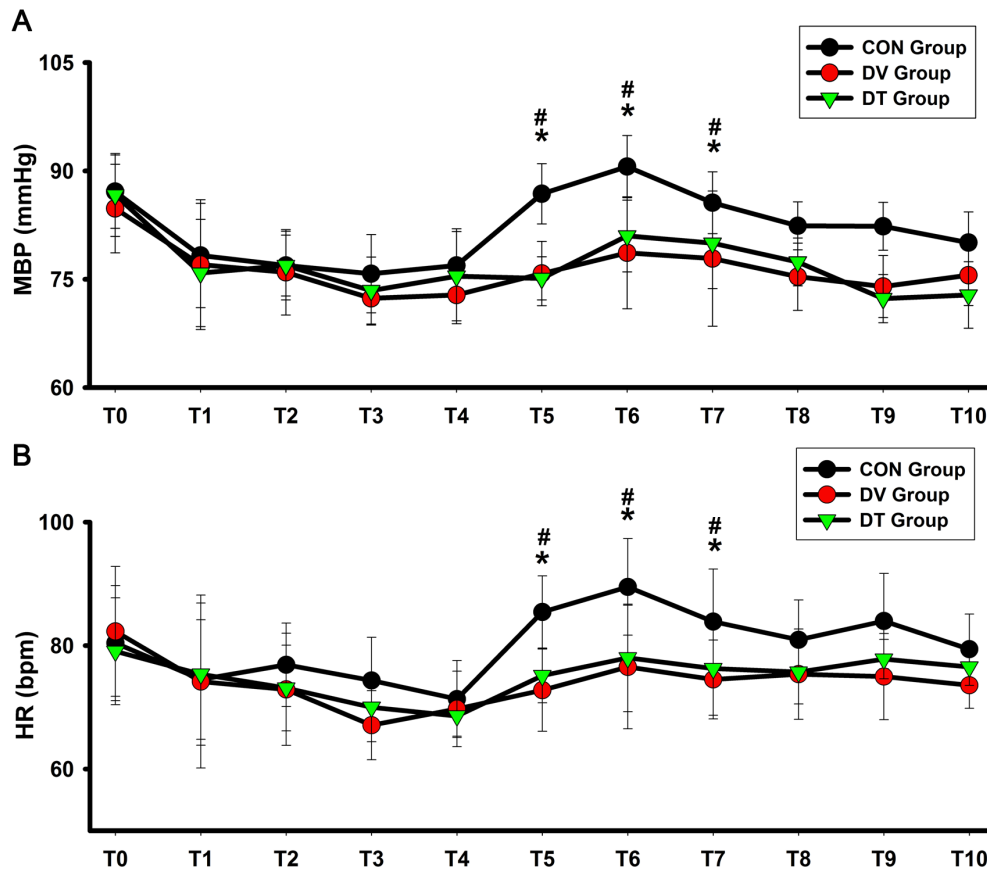 A
CON Group
DV Group
DT Group
MBP (mmHg)
105
90
75
60
#
*
#
*
#
*
T0 T1 T2 T3 T4 T5 T6 T7 T8 T9 T10
B
CON Group
DV Group
DT Group
HR (bpm)
100
80
60
#
*
#
*
#
*
T0 T1 T2 T3 T4 T5 T6 T7 T8 T9 T10